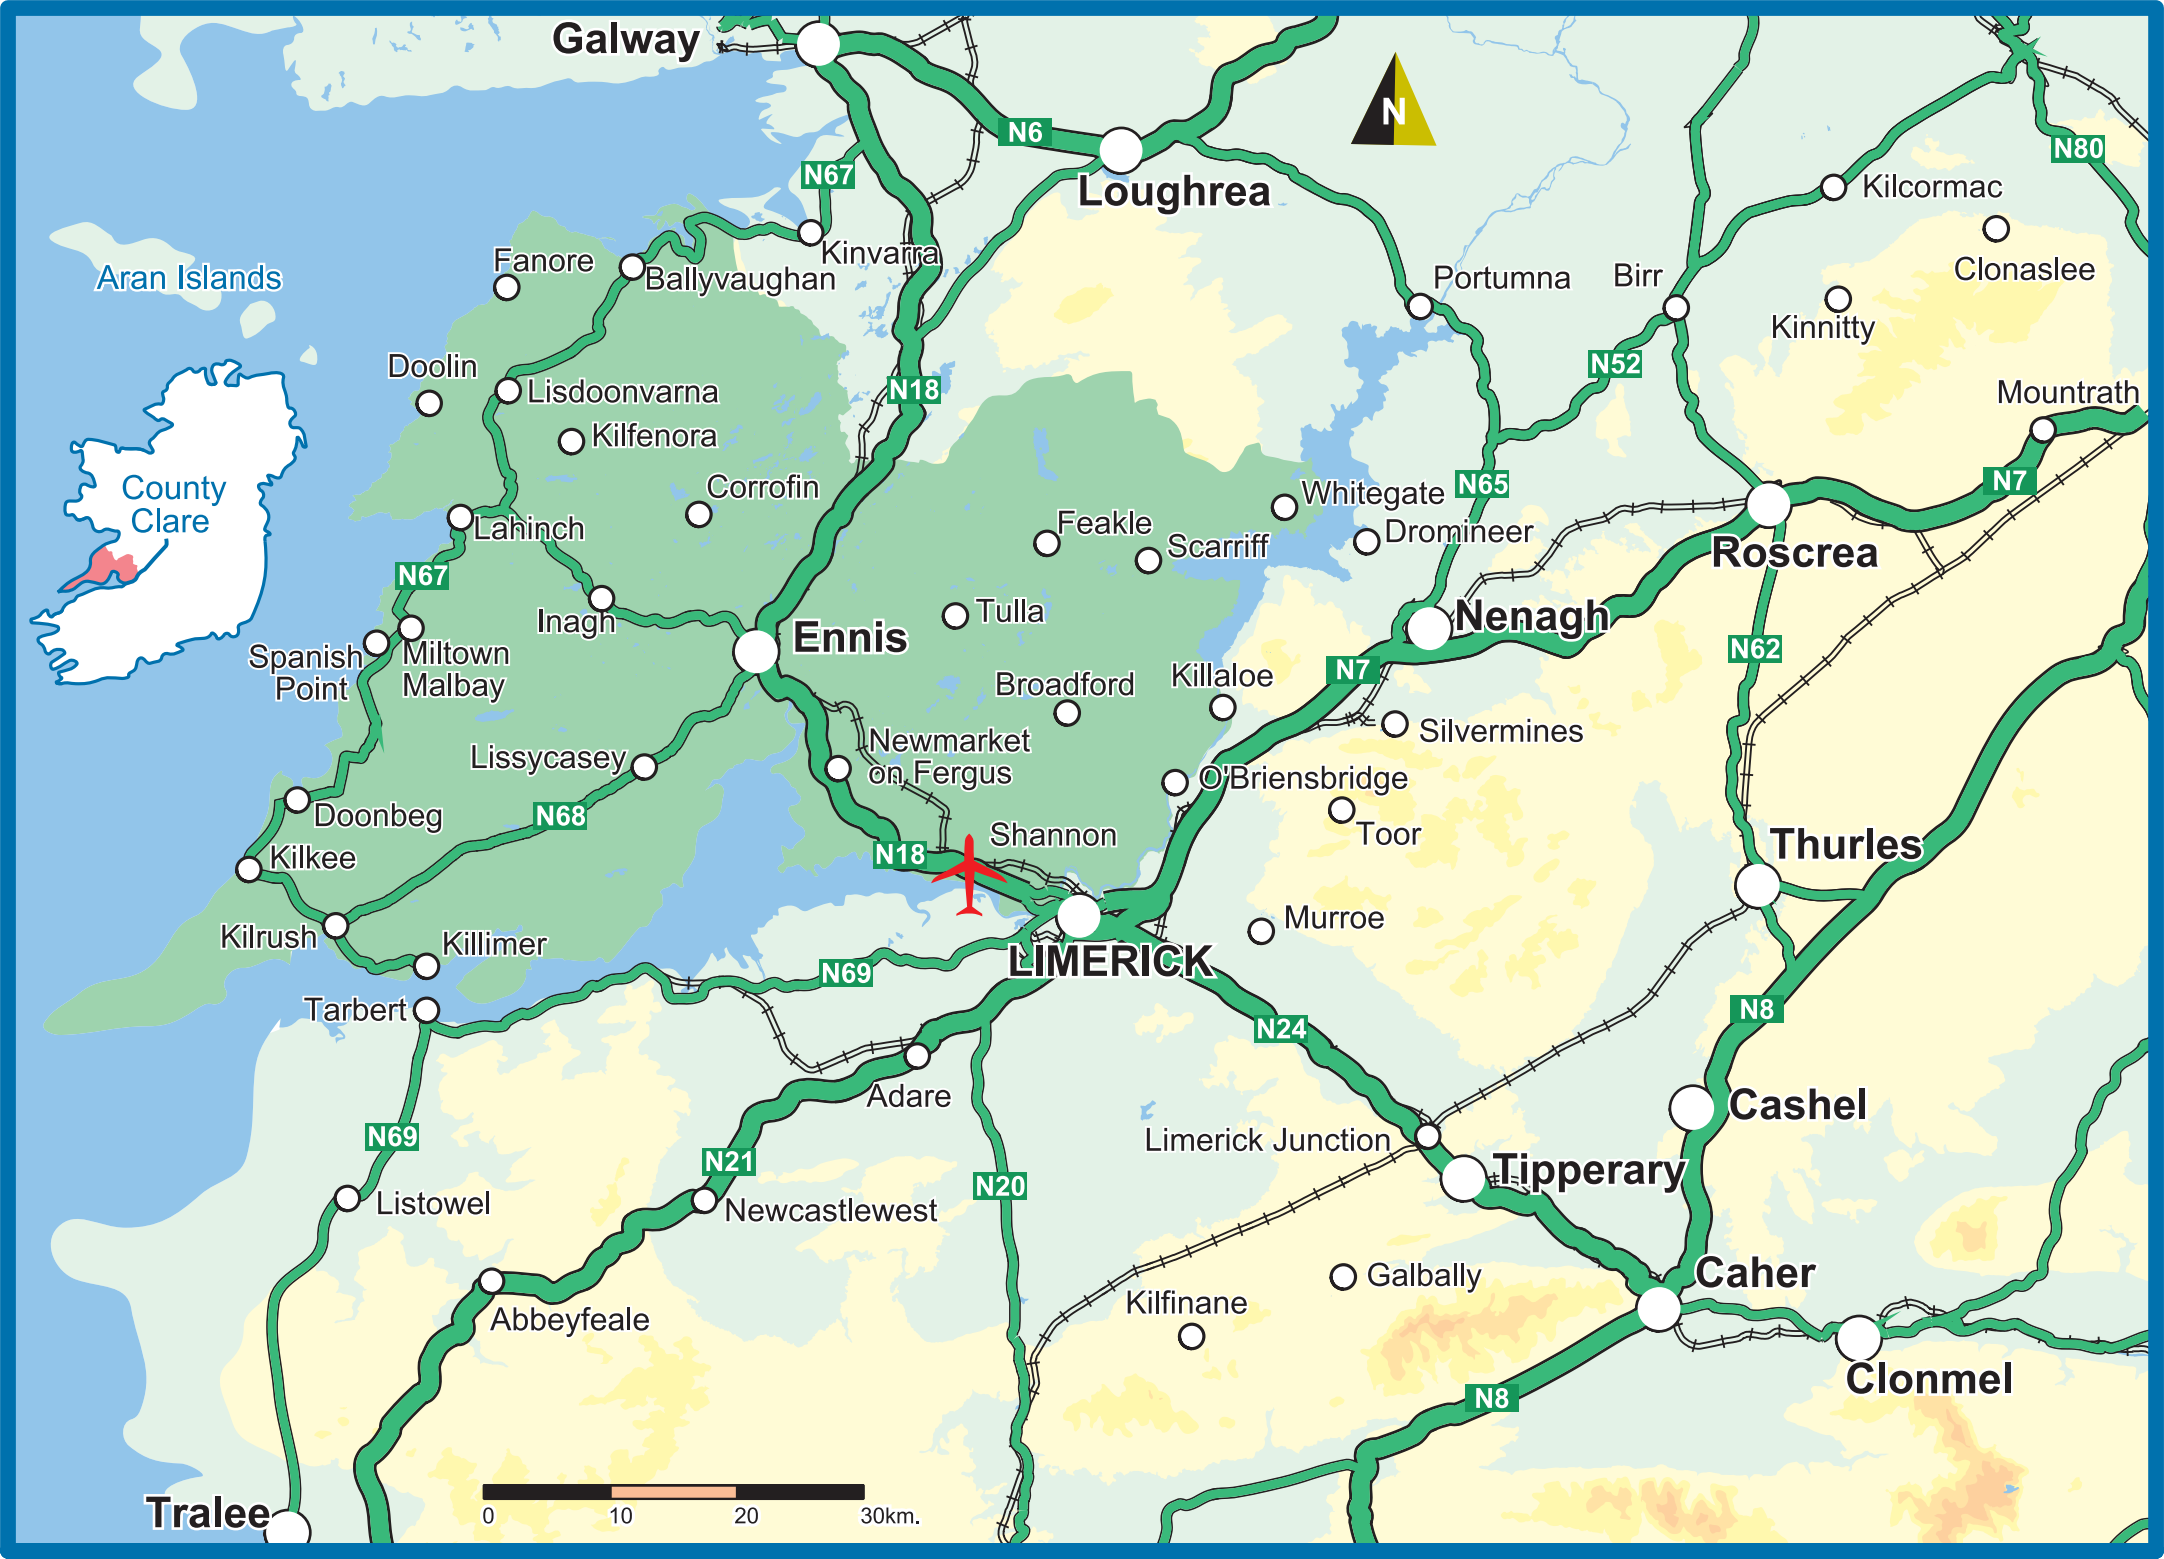 Galway
N6
N
N67
N80
Loughrea
Kilcormac
Kinvarra
Fanore
Ballyvaughan
Aran Islands
Portumna
Birr
Clonaslee
Kinnitty
Doolin
Lisdoonvarna
N18
N52
Mountrath
Kilfenora
County
Clare
Corrofin
Whitegate
N65
N7
Lahinch
Feakle
Scarriff
Dromineer
Roscrea
N67
Inagh
Tulla
Ennis
Nenagh
Spanish
Point
Miltown
Malbay
Broadford
Killaloe
N7
N62
Silvermines
Lissycasey
Newmarket
on Fergus
O'Briensbridge
Doonbeg
N68
Toor
Shannon
Thurles
Kilkee
N18
Murroe
Kilrush
Killimer
LIMERICK
N69
Tarbert
N24
N8
Adare
Cashel
N69
Limerick Junction
N21
Tipperary
N20
Listowel
Newcastlewest
Galbally
Caher
Kilfinane
Abbeyfeale
Clonmel
N8
Tralee
0 10 20 30km.